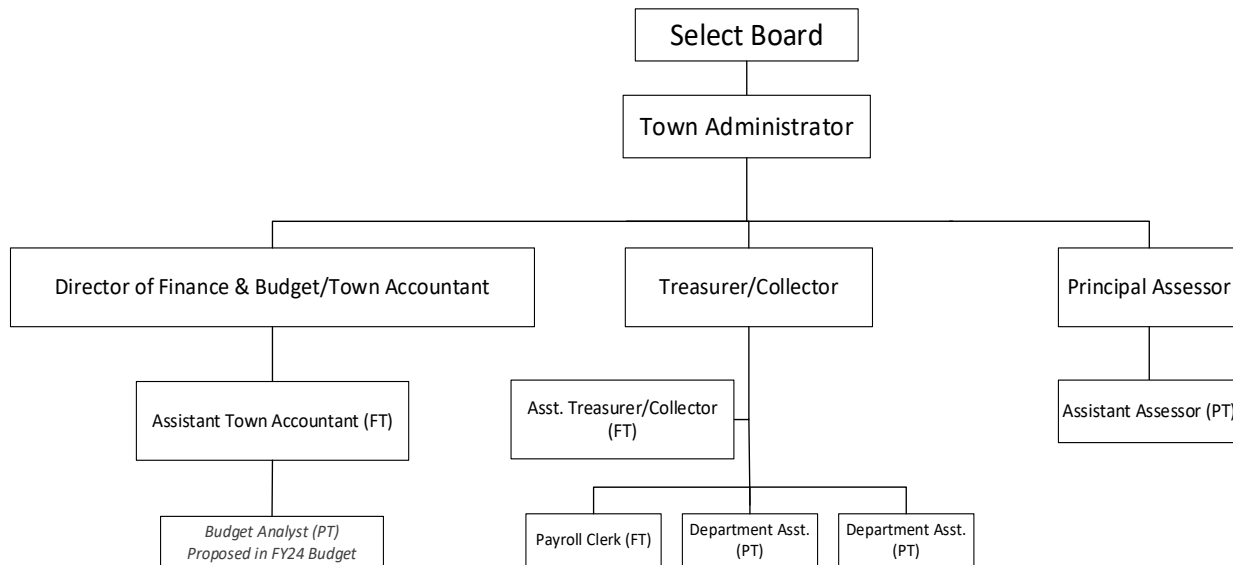 Select Board
Town Administrator
Director of Finance & Budget/Town Accountant
Treasurer/Collector
Principal Assessor
Assistant Town Accountant (FT)
Asst. Treasurer/Collector
(FT)
Assistant Assessor (PT)
Budget Analyst (PT)
Proposed in FY24 Budget
Payroll Clerk (FT)
Department Asst.
(PT)
Department Asst.
(PT)